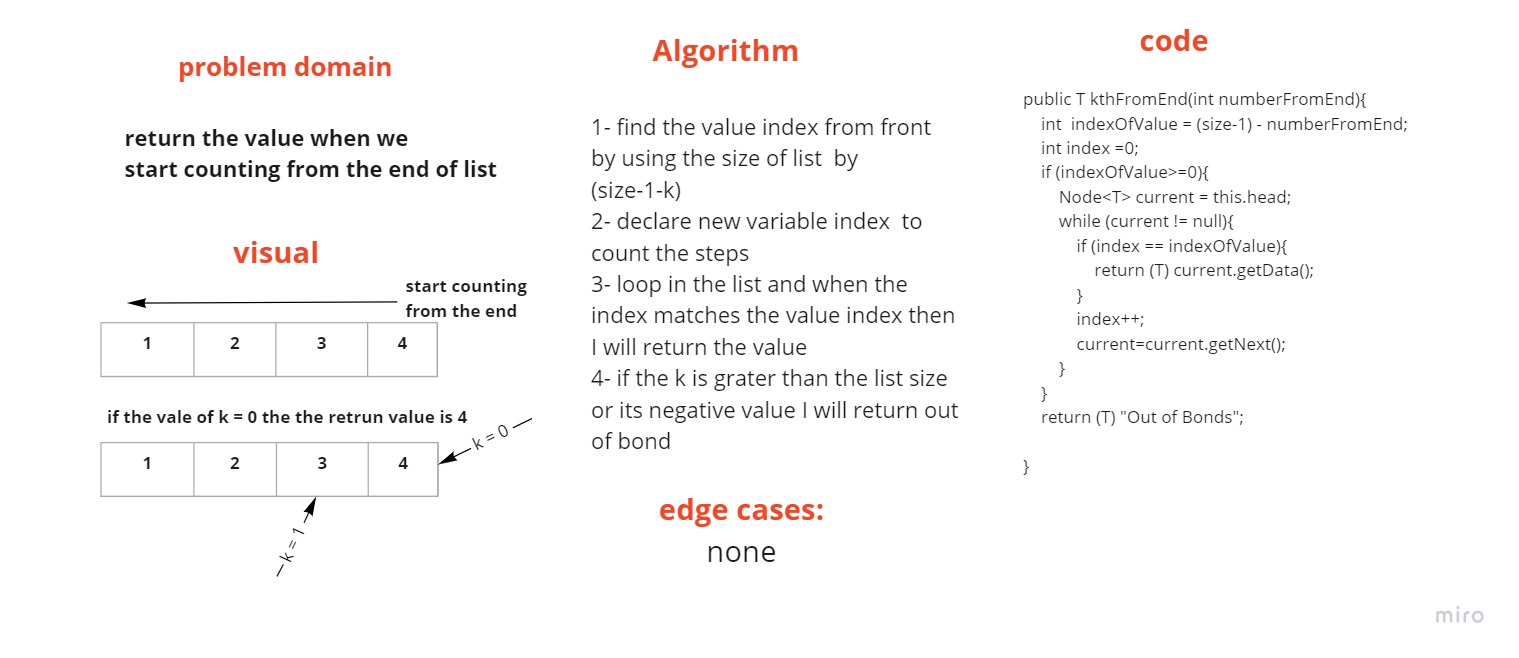 problem domain
return the value when we
start counting from the end of list
visual
start counting
from the end
1 2 3 4
if the vale of k = 0 the the retrun value is 4
1 2 3 4
k = 0
k = 1
Algorithm
1- find the value index from front
by using the size of list by
(size-1-k)
2- declare new variable index to
count the steps
3- loop in the list and when the
index matches the value index then
I will return the value
4- if the k is grater than the list size
or its negative value I will return out
of bond
edge cases:
none
code
public T kthFromEnd(int numberFromEnd){
int indexOfValue = (size-1) - numberFromEnd;
int index =0;
if (indexOfValue>=0){
Node<T> current = this.head;
while (current != null){
if (index == indexOfValue){
return (T) current.getData();
}
index++;
current=current.getNext();
}
}
return (T) "Out of Bonds";
}
miro